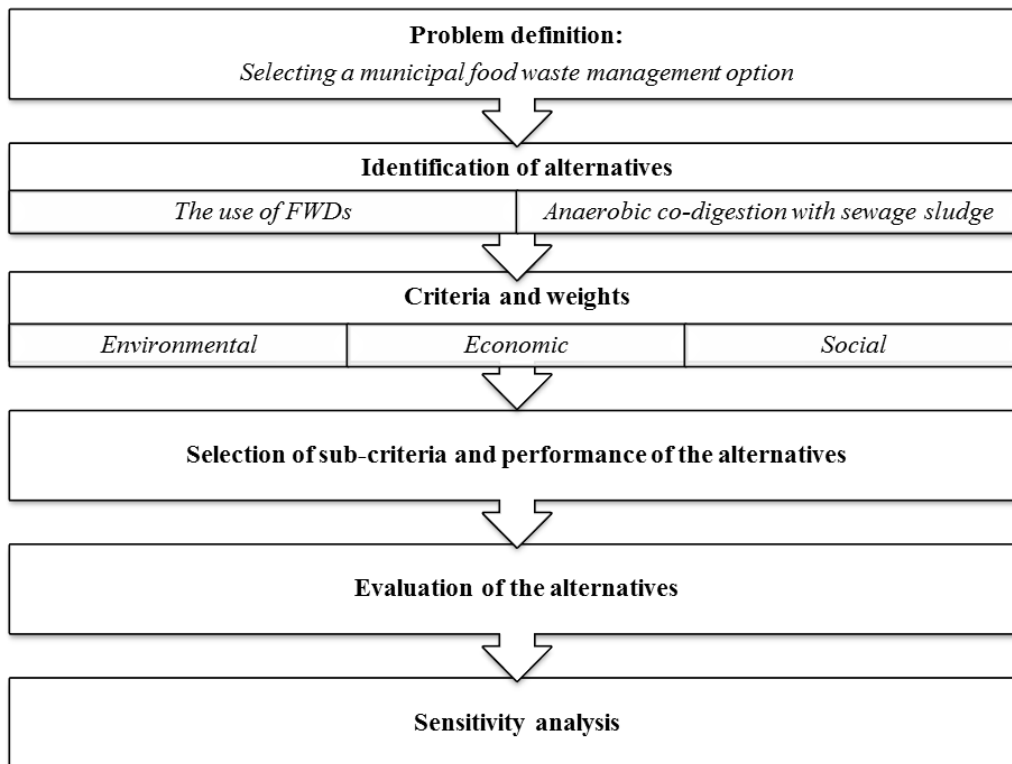 Problem definition:
Selecting a municipal food waste management option
Identification of alternatives
The use of FWDs
Anaerobic co-digestion with sewage sludge
Criteria and weights
Environmental
Economic
Social
Selection of sub-criteria and performance of the alternatives
Evaluation of the alternatives
Sensitivity analysis